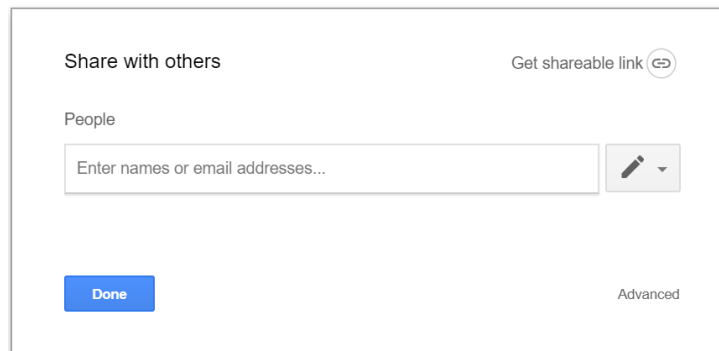 Share with others
Get shareable link
People
Enter names or email addresses...
Done
Advanced